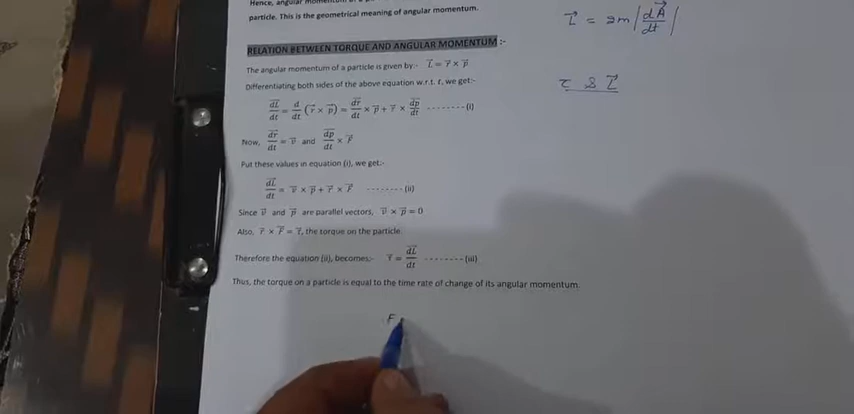 Hence, angular momentum of a
particle. This is the geometrical meaning of angular momentum.
L⃗ = 2m|dA⃗/dt|
RELATION BETWEEN TORQUE AND ANGULAR MOMENTUM :-
The angular momentum of a particle is given by:- L⃗ = r⃗ × p⃗
τ & L⃗
Differentiating both sides of the above equation w.r.t. t, we get:-
dL⃗/dt = d/dt (r⃗ × p⃗) = dr⃗/dt × p⃗ + r⃗ × dp⃗/dt --------(i)
Now, dr⃗/dt = v⃗ and dp⃗/dt × F⃗
Put these values in equation (i), we get:-
dL⃗/dt = v⃗ × p⃗ + r⃗ × F⃗ --------(ii)
Since v⃗ and p⃗ are parallel vectors, v⃗ × p⃗ = 0
Also, r⃗ × F⃗ = τ⃗, the torque on the particle
Therefore the equation (ii), becomes:- τ⃗ = dL⃗/dt --------(iii)
Thus, the torque on a particle is equal to the time rate of change of its angular momentum.
F